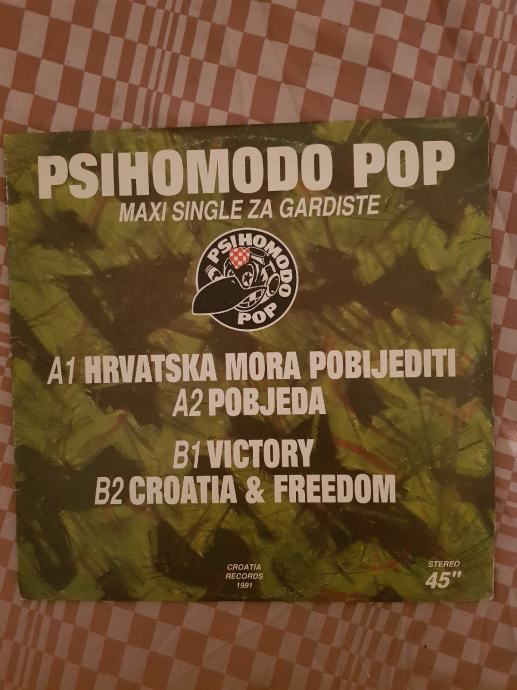 PSIHOMODO POP
MAXI SINGLE ZA GARDISTE
PSIHOMODO
POP
A1 HRVATSKA MORA POBIJEDITI
A2 POBJEDA
B1 VICTORY
B2 CROATIA & FREEDOM
CROATIA
RECORDS
1991
STEREO
45"